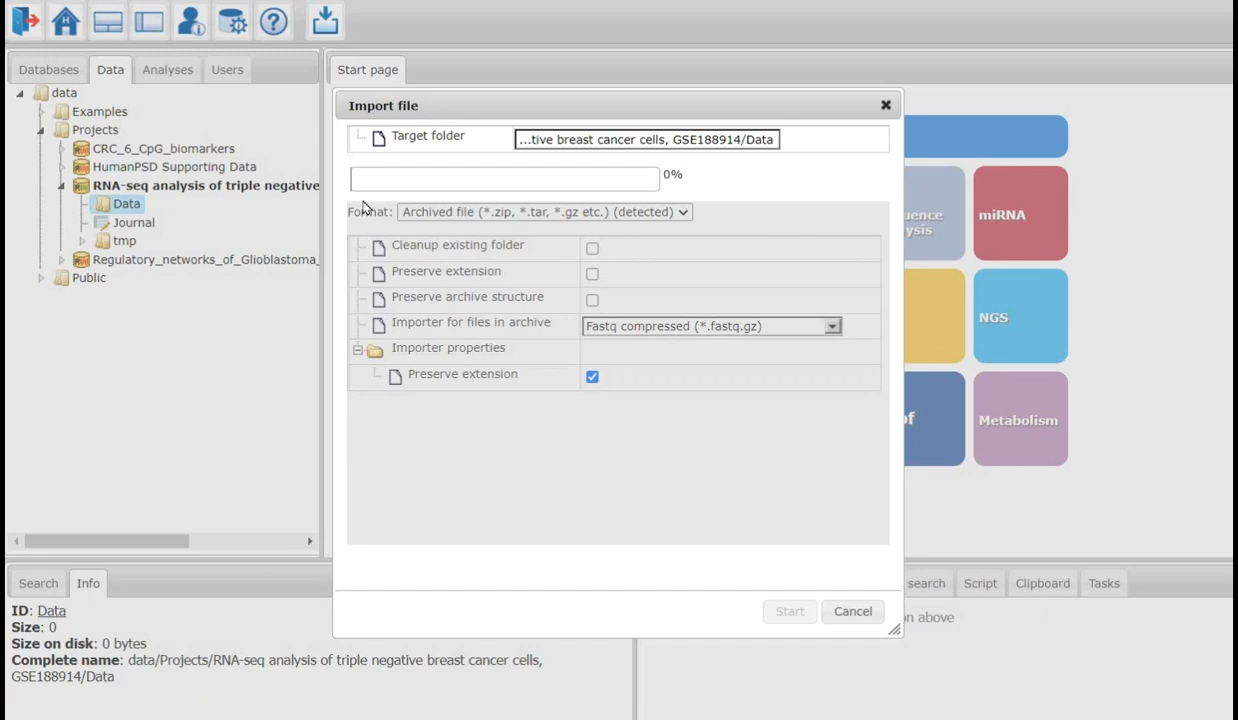 Databases
Data
Analyses
Users
Start page
data
Examples
Projects
CRC_6_CpG_biomarkers
HumanPSD Supporting Data
RNA-seq analysis of triple negative
Data
Journal
tmp
Regulatory_networks_of_Glioblastoma_
Public
Import file
Target folder
...tive breast cancer cells, GSE188914/Data
0%
Format:
Archived file (*.zip, *.tar, *.gz etc.) (detected)
Cleanup existing folder
Preserve extension
Preserve archive structure
Importer for files in archive
Fastq compressed (*.fastq.gz)
Importer properties
Preserve extension
Start
Cancel
uence
ysis
miRNA
NGS
of
Metabolism
Search
Info
ID: Data
Size: 0
Size on disk: 0 bytes
Complete name: data/Projects/RNA-seq analysis of triple negative breast cancer cells,
GSE188914/Data
search
Script
Clipboard
Tasks
n above